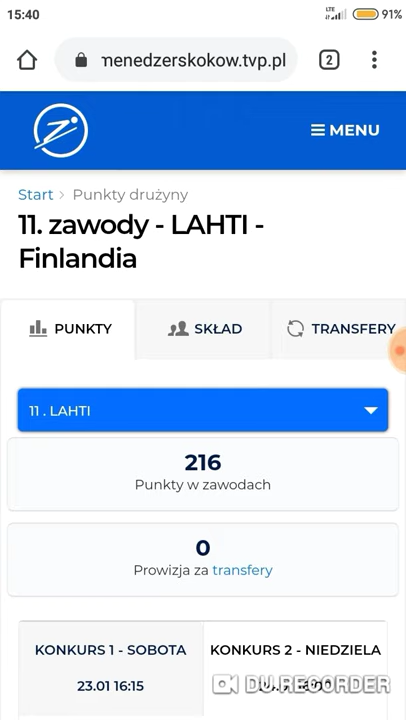 15:40
LTE
91%
menedzerskokow.tvp.pl
2
MENU
Start > Punkty drużyny
11. zawody - LAHTI -
Finlandia
PUNKTY
SKŁAD
TRANSFERY
11 . LAHTI
216
Punkty w zawodach
0
Prowizja za transfery
KONKURS 1 - SOBOTA
KONKURS 2 - NIEDZIELA
23.01 16:15
DU RECORDER